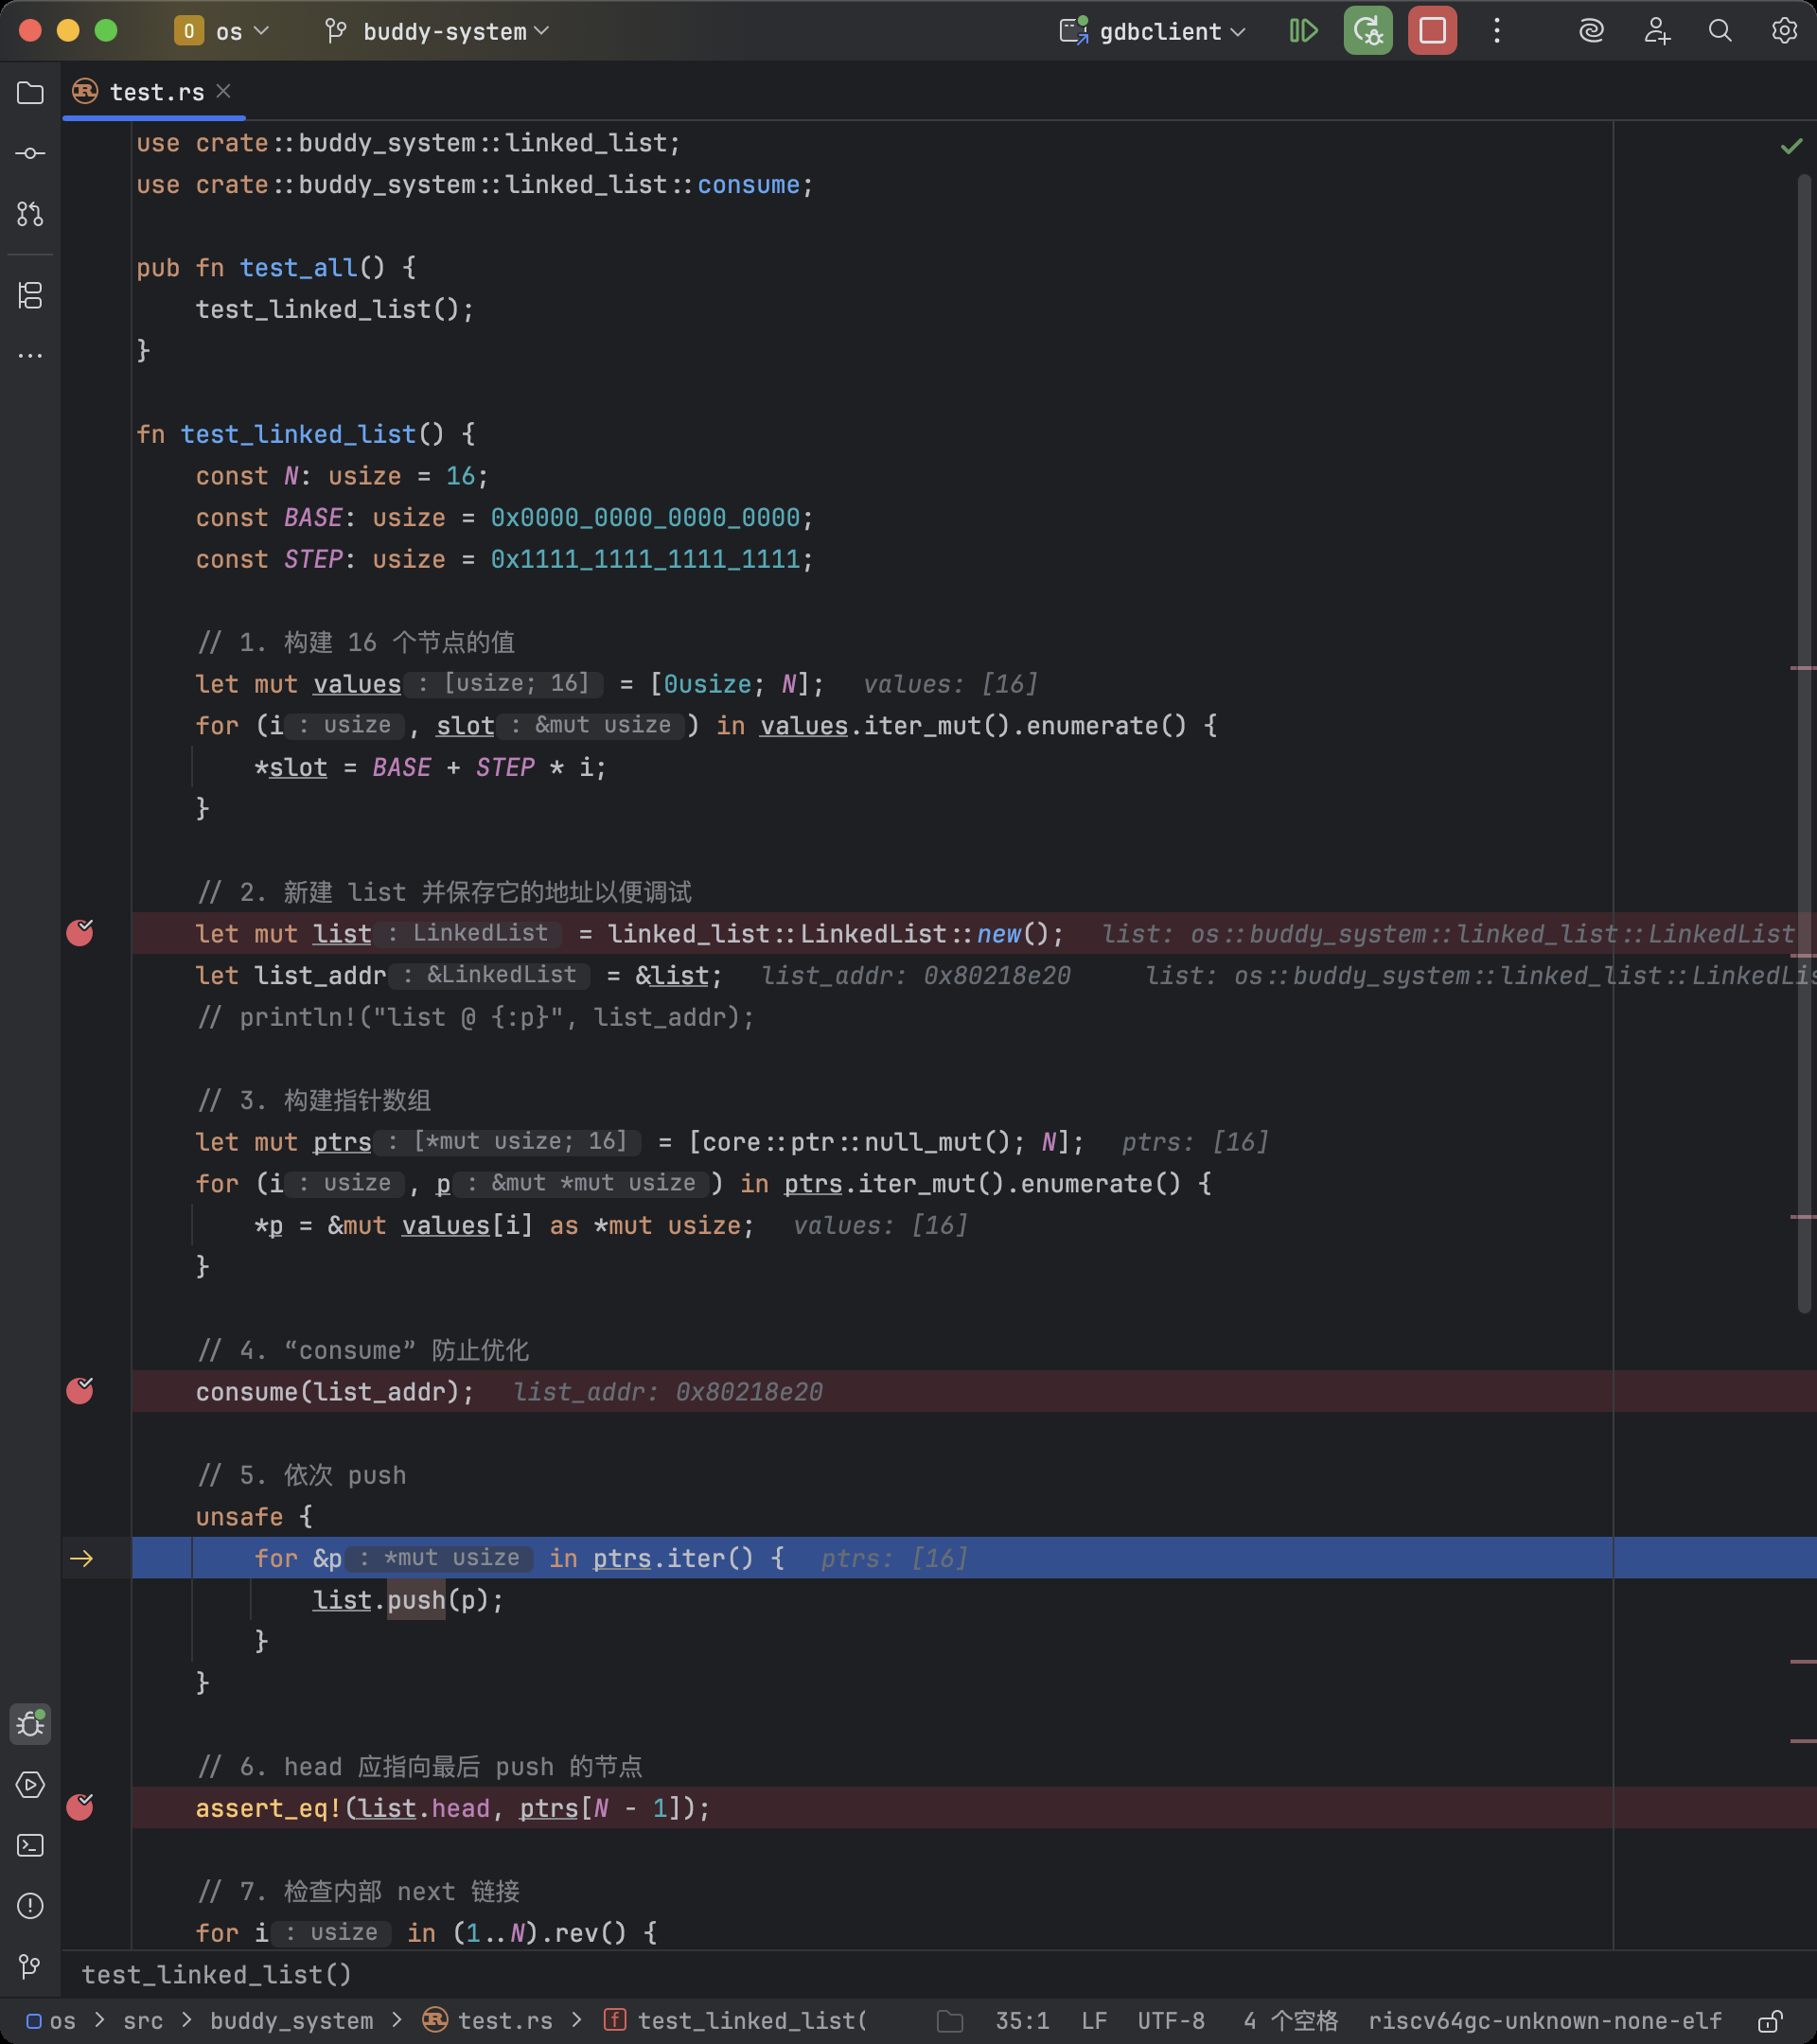 O os buddy-system gdbclient
test.rs
use crate::buddy_system::linked_list;
use crate::buddy_system::linked_list::consume;
pub fn test_all() {
test_linked_list();
}
fn test_linked_list() {
const N: usize = 16;
const BASE: usize = 0x0000_0000_0000_0000;
const STEP: usize = 0x1111_1111_1111_1111;
// 1. 构建 16 个节点的值
let mut values : [usize; 16] = [0usize; N]; values: [16]
for (i : usize , slot : &mut usize ) in values.iter_mut().enumerate() {
*slot = BASE + STEP * i;
}
// 2. 新建 list 并保存它的地址以便调试
let mut list : LinkedList = linked_list::LinkedList::new(); list: os::buddy_system::linked_list::LinkedList
let list_addr : &LinkedList = &list; list_addr: 0x80218e20 list: os::buddy_system::linked_list::LinkedLis
// println!("list @ {:p}", list_addr);
// 3. 构建指针数组
let mut ptrs : [*mut usize; 16] = [core::ptr::null_mut(); N]; ptrs: [16]
for (i : usize , p : &mut *mut usize ) in ptrs.iter_mut().enumerate() {
*p = &mut values[i] as *mut usize; values: [16]
}
// 4. “consume” 防止优化
consume(list_addr); list_addr: 0x80218e20
// 5. 依次 push
unsafe {
for &p : *mut usize in ptrs.iter() { ptrs: [16]
list.push(p);
}
}
// 6. head 应指向最后 push 的节点
assert_eq!(list.head, ptrs[N - 1]);
// 7. 检查内部 next 链接
for i : usize in (1..N).rev() {
test_linked_list()
os > src > buddy_system > test.rs > f test_linked_list( 35:1 LF UTF-8 4 个空格 riscv64gc-unknown-none-elf